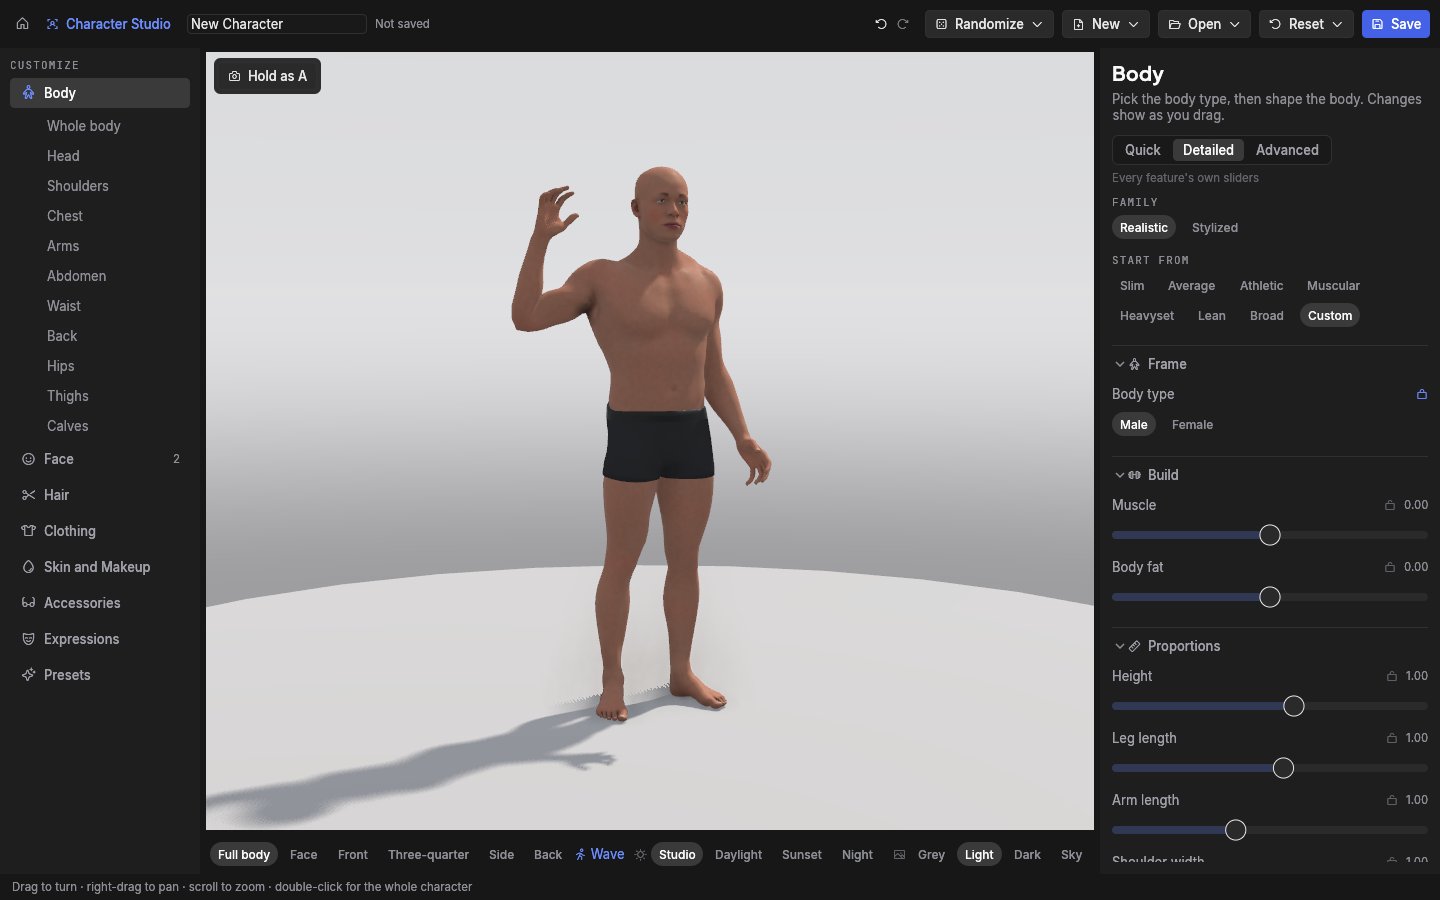 Character Studio
New Character
Not saved
Randomize
New
Open
Reset
Save
CUSTOMIZE
Body
Whole body
Head
Shoulders
Chest
Arms
Abdomen
Waist
Back
Hips
Thighs
Calves
Face 2
Hair
Clothing
Skin and Makeup
Accessories
Expressions
Presets
Hold as A
Full body Face Front Three-quarter Side Back Wave Studio Daylight Sunset Night Grey Light Dark Sky
Body
Pick the body type, then shape the body. Changes
show as you drag.
Quick Detailed Advanced
Every feature's own sliders
FAMILY
Realistic Stylized
START FROM
Slim Average Athletic Muscular
Heavyset Lean Broad Custom
Frame
Body type
Male Female
Build
Muscle 0.00
Body fat 0.00
Proportions
Height 1.00
Leg length 1.00
Arm length 1.00
Shoulder width 1.00
Drag to turn · right-drag to pan · scroll to zoom · double-click for the whole character